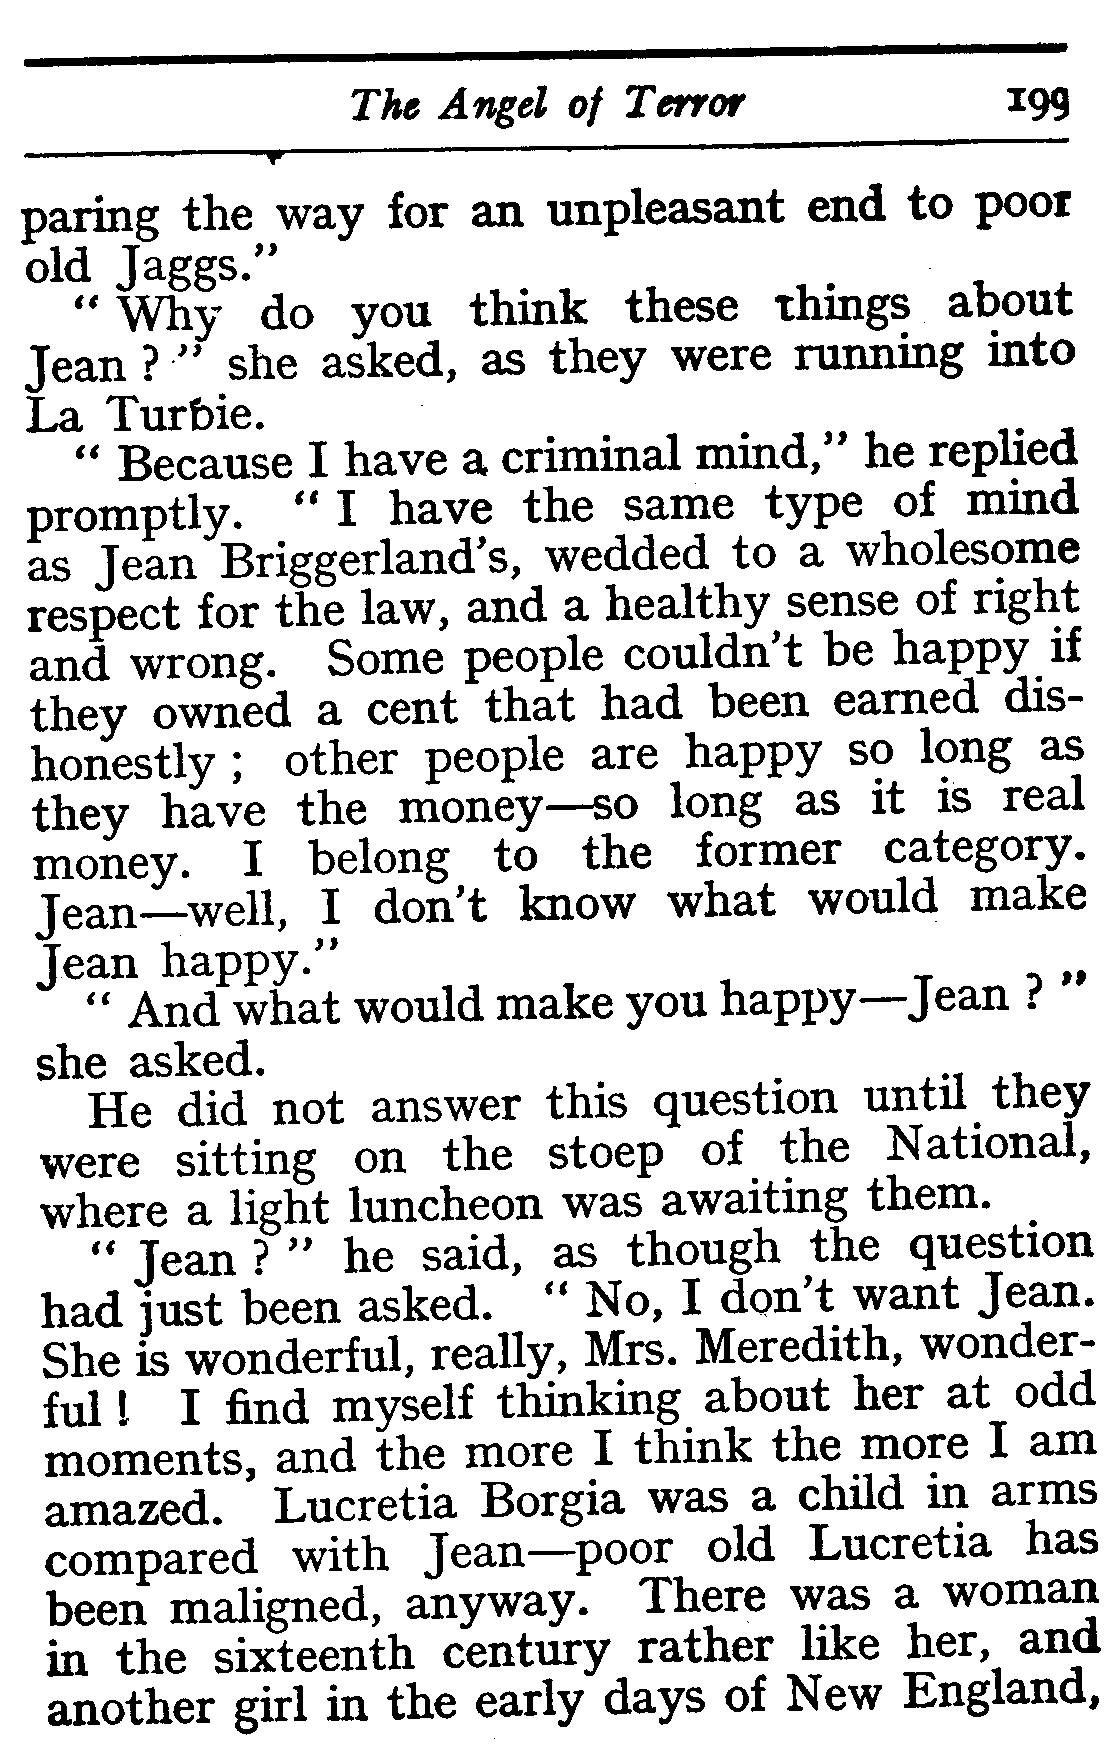 The Angel of Terror 199
paring the way for an unpleasant end to poor
old Jaggs."
" Why do you think these things about
Jean ? " she asked, as they were running into
La Turbie.
" Because I have a criminal mind," he replied
promptly. " I have the same type of mind
as Jean Briggerland's, wedded to a wholesome
respect for the law, and a healthy sense of right
and wrong. Some people couldn't be happy if
they owned a cent that had been earned dis-
honestly ; other people are happy so long as
they have the money—so long as it is real
money. I belong to the former category.
Jean—well, I don't know what would make
Jean happy."
" And what would make you happy—Jean ? "
she asked.
He did not answer this question until they
were sitting on the stoep of the National,
where a light luncheon was awaiting them.
" Jean ? " he said, as though the question
had just been asked. " No, I don't want Jean.
She is wonderful, really, Mrs. Meredith, wonder-
ful ! I find myself thinking about her at odd
moments, and the more I think the more I am
amazed. Lucretia Borgia was a child in arms
compared with Jean—poor old Lucretia has
been maligned, anyway. There was a woman
in the sixteenth century rather like her, and
another girl in the early days of New England,